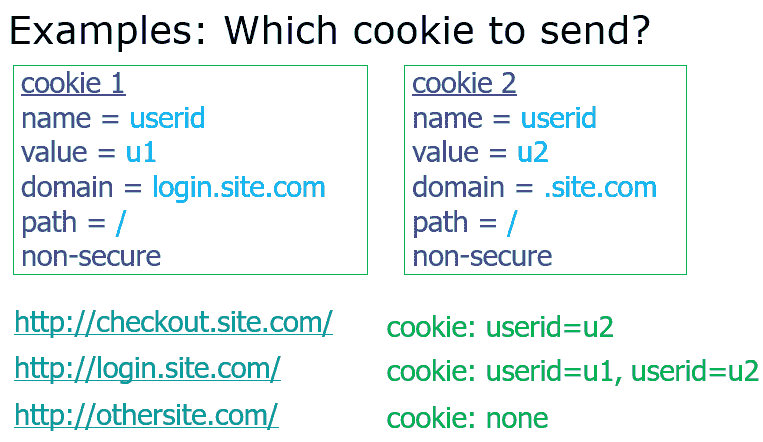 Examples: Which cookie to send?
cookie 1
name = userid
value = u1
domain = login.site.com
path = /
non-secure
cookie 2
name = userid
value = u2
domain = .site.com
path = /
non-secure
http://checkout.site.com/ cookie: userid=u2
http://login.site.com/ cookie: userid=u1, userid=u2
http://othersite.com/ cookie: none